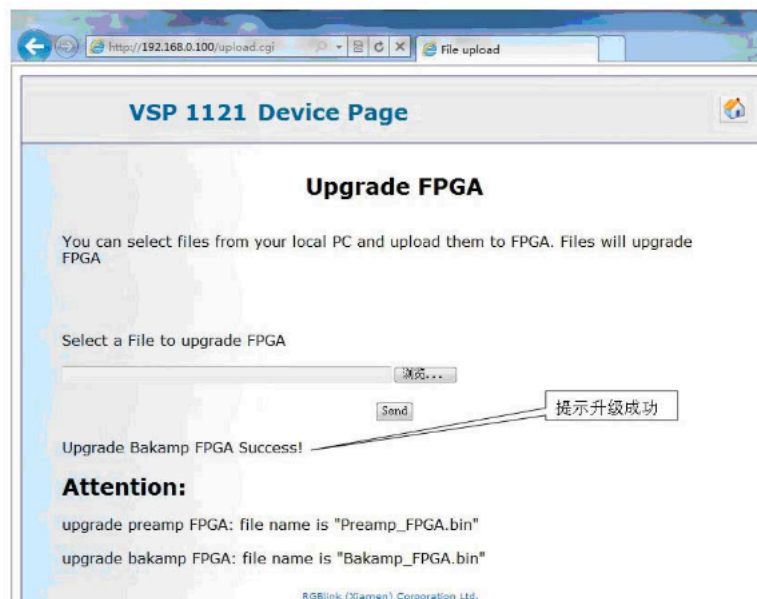 http://192.168.0.100/upload.cgi
File upload
VSP 1121 Device Page
Upgrade FPGA
You can select files from your local PC and upload them to FPGA. Files will upgrade
FPGA
Select a File to upgrade FPGA
浏览...
Send
提示升级成功
Upgrade Bakamp FPGA Success!
Attention:
upgrade preamp FPGA: file name is "Preamp_FPGA.bin"
upgrade bakamp FPGA: file name is "Bakamp_FPGA.bin"
RGBlink (Xiamen) Corporation Ltd.